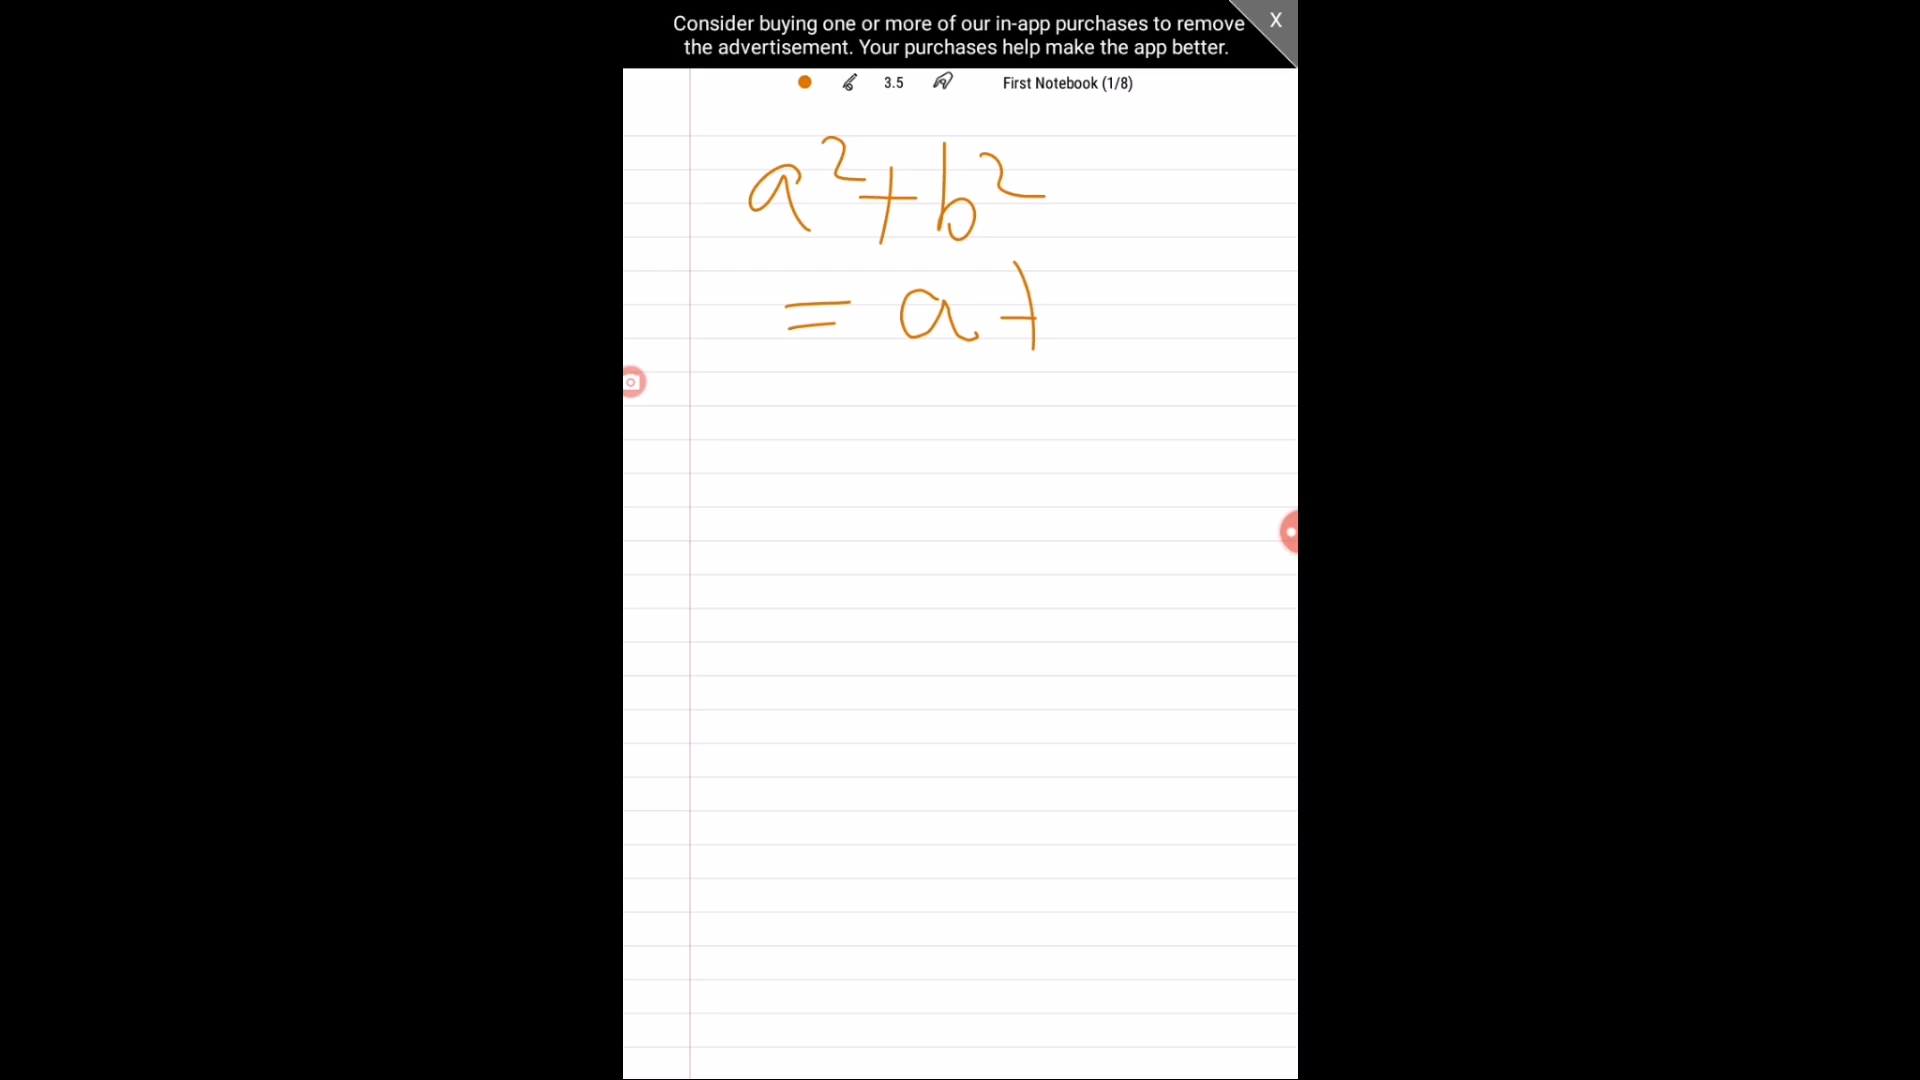 Consider buying one or more of our in-app purchases to remove
the advertisement. Your purchases help make the app better.
X
3.5 First Notebook (1/8)
a²+b²
= a +